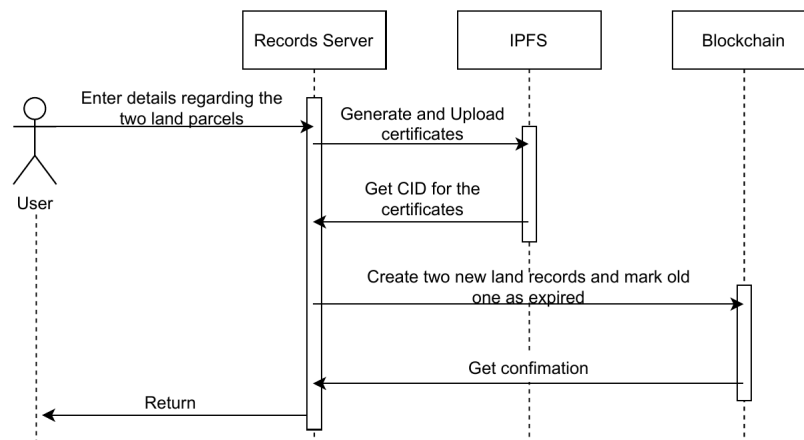 Records Server
IPFS
Blockchain
Enter details regarding the
two land parcels
Generate and Upload
certificates
User
Get CID for the
certificates
Create two new land records and mark old
one as expired
Get confimation
Return